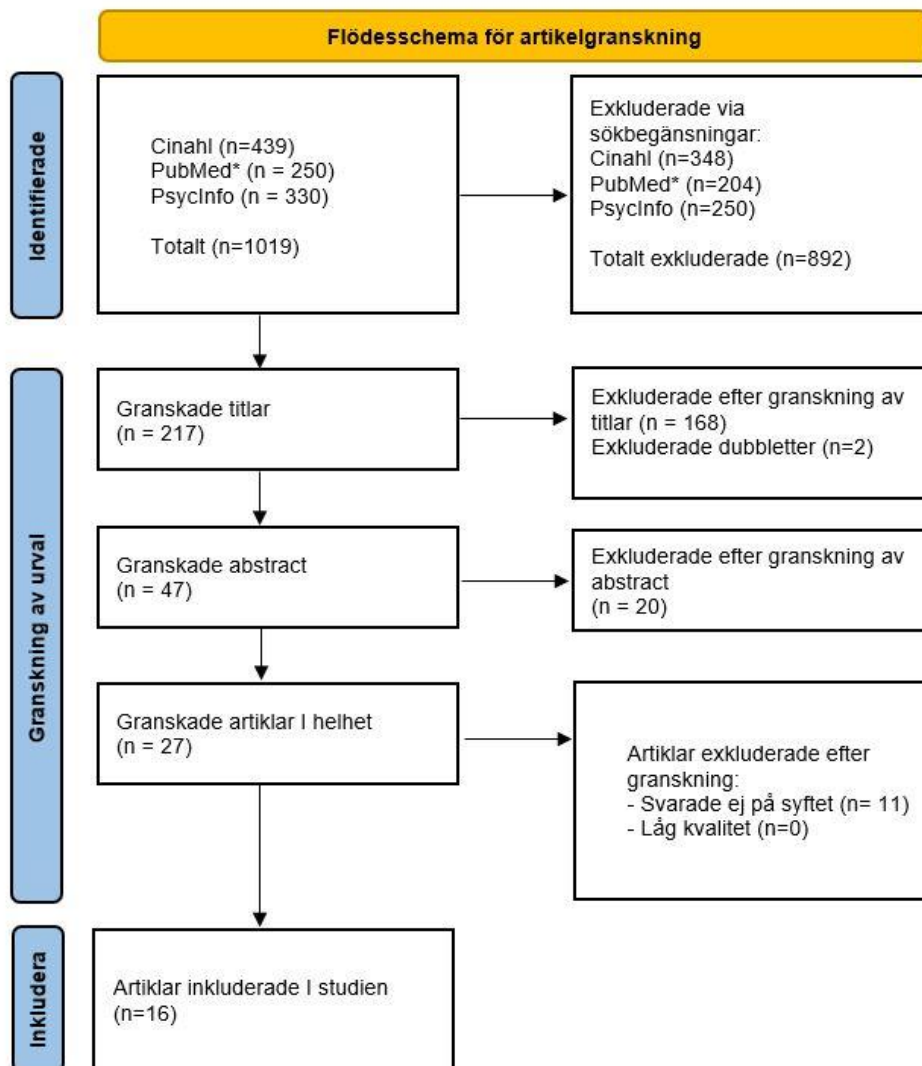 Flödesschema för artikelgranskning
Identifierade
Cinahl (n=439)
PubMed* (n = 250)
PsycInfo (n = 330)
Totalt (n=1019)
Exkluderade via
sökbegänsningar:
Cinahl (n=348)
PubMed* (n=204)
PsycInfo (n=250)
Totalt exkluderade (n=892)
Granskning av urval
Granskade titlar
(n = 217)
Exkluderade efter granskning av
titlar (n = 168)
Exkluderade dubbletter (n=2)
Granskade abstract
(n = 47)
Exkluderade efter granskning av
abstract
(n = 20)
Granskade artiklar I helhet
(n = 27)
Artiklar exkluderade efter
granskning:
- Svarade ej på syftet (n= 11)
- Låg kvalitet (n=0)
Inkludera
Artiklar inkluderade I studien
(n=16)